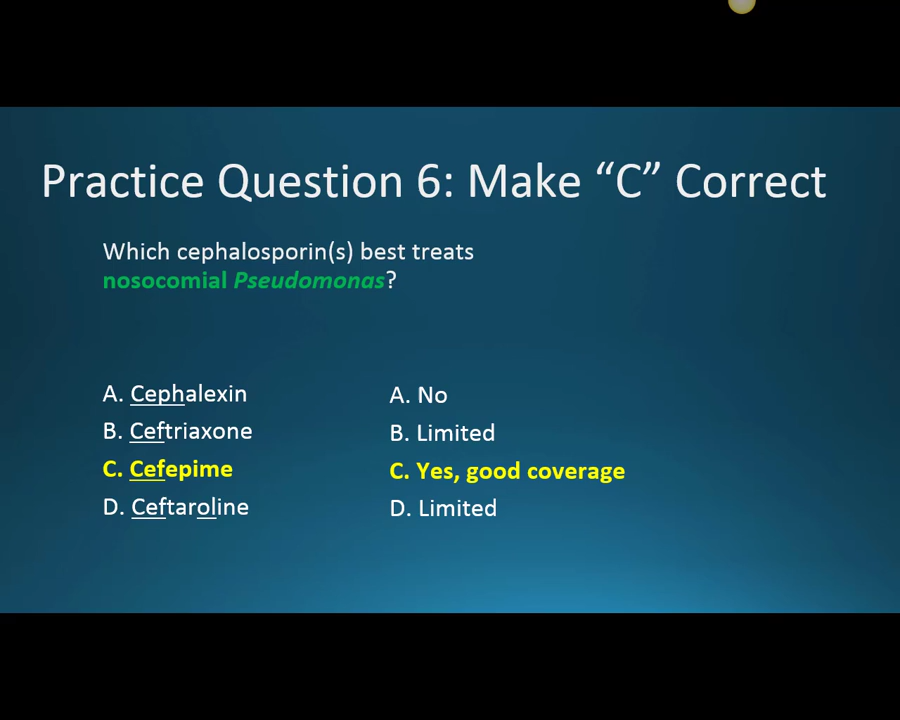 Practice Question 6: Make “C” Correct
Which cephalosporin(s) best treats
nosocomial Pseudomonas?
A. Cephalexin
B. Ceftriaxone
C. Cefepime
D. Ceftaroline
A. No
B. Limited
C. Yes, good coverage
D. Limited